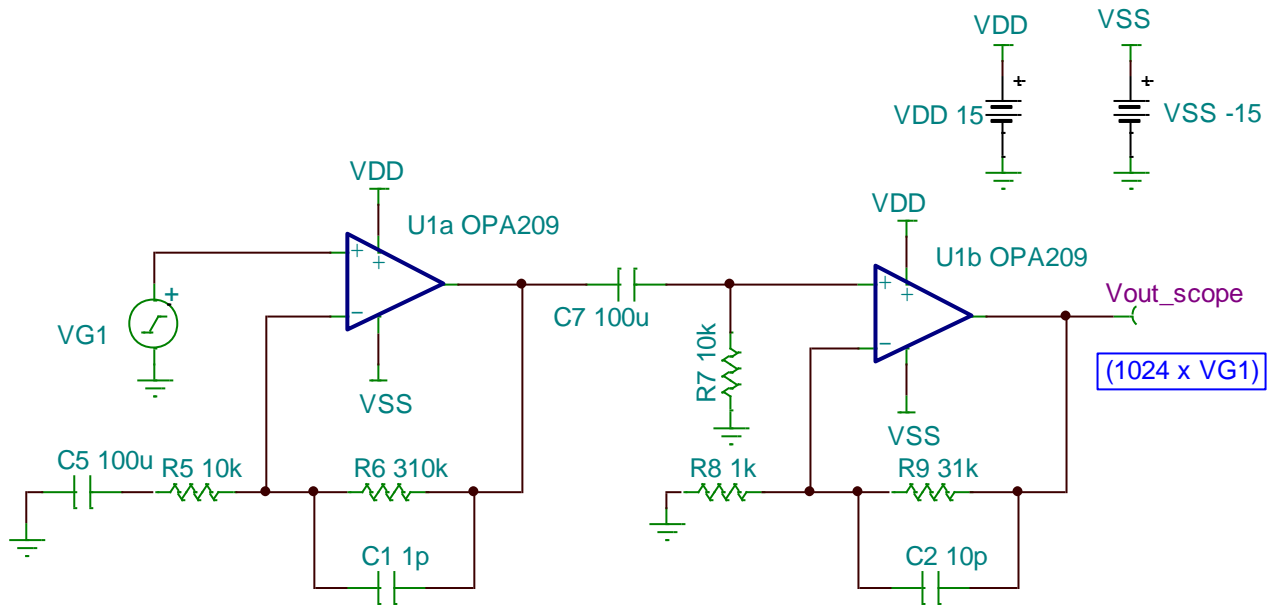 VDD
VSS
VDD 15
VSS -15
+
+
VDD
U1a OPA209
VDD
U1b OPA209
+
+
−
VG1
+
VSS
C7 100u
R7 10k
+
+
−
VSS
Vout_scope
(1024 x VG1)
C5 100u
R5 10k
R6 310k
C1 1p
R8 1k
R9 31k
C2 10p